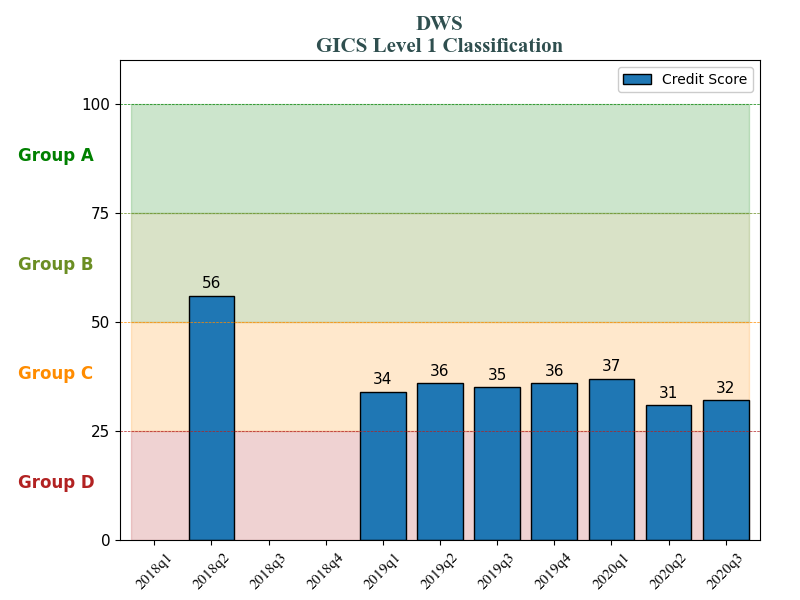 DWS
GICS Level 1 Classification
Credit Score
100
Group A
75
Group B
56
50
Group C
34 36 35 36 37 31 32
25
Group D
0
2018q1 2018q2 2018q3 2018q4 2019q1 2019q2 2019q3 2019q4 2020q1 2020q2 2020q3